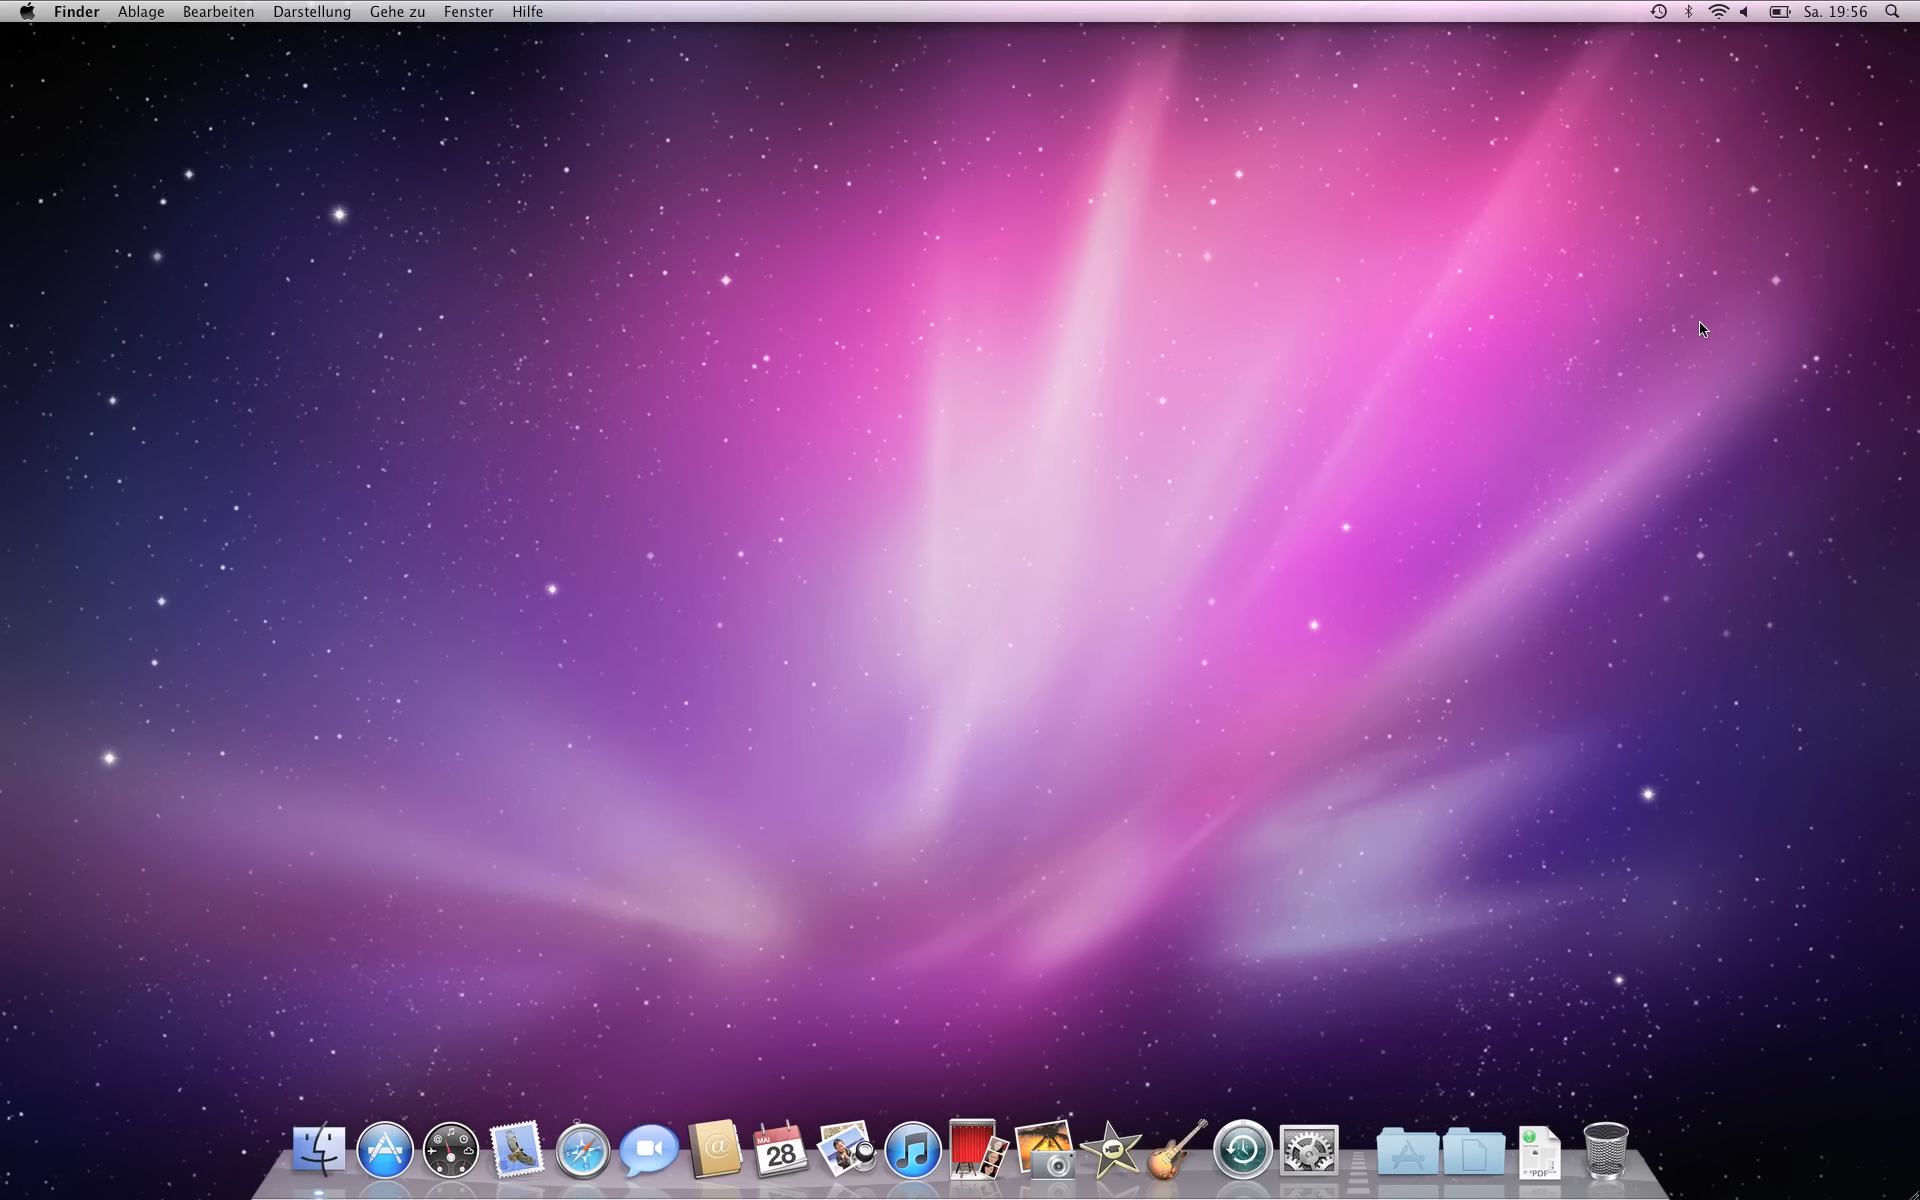 Finder Ablage Bearbeiten Darstellung Gehe zu Fenster Hilfe Sa. 19:56
@
MAI
28
PDF